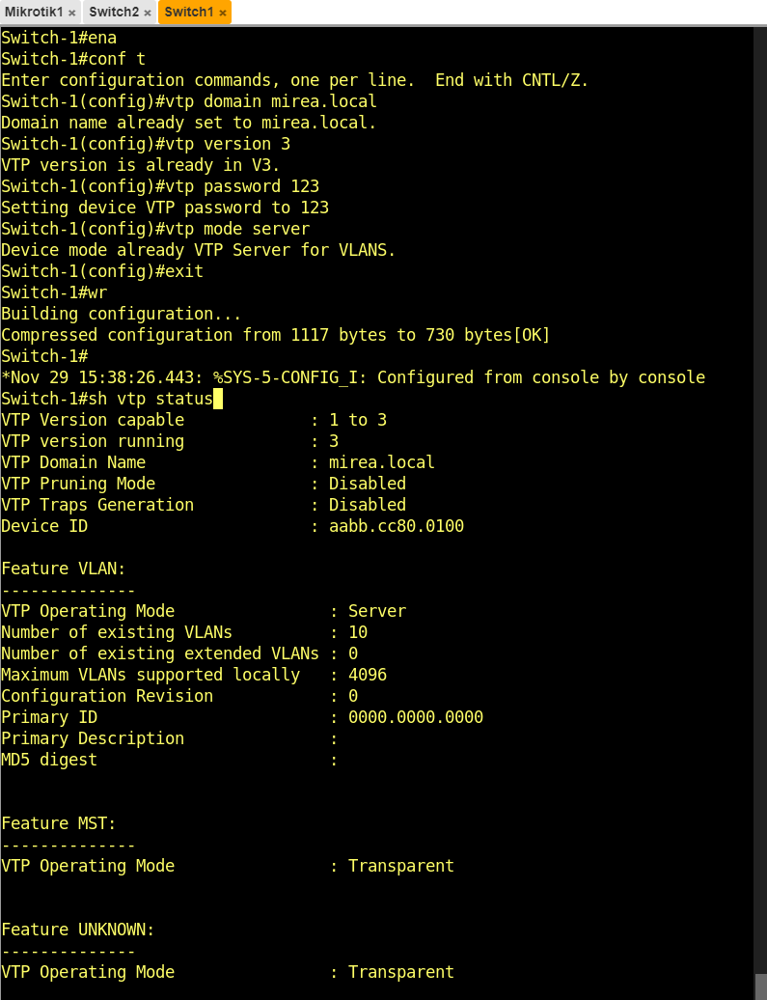 Mikrotik1 × Switch2 × Switch1 ×
Switch-1#ena
Switch-1#conf t
Enter configuration commands, one per line.  End with CNTL/Z.
Switch-1(config)#vtp domain mirea.local
Domain name already set to mirea.local.
Switch-1(config)#vtp version 3
VTP version is already in V3.
Switch-1(config)#vtp password 123
Setting device VTP password to 123
Switch-1(config)#vtp mode server
Device mode already VTP Server for VLANS.
Switch-1(config)#exit
Switch-1#wr
Building configuration...
Compressed configuration from 1117 bytes to 730 bytes[OK]
Switch-1#
*Nov 29 15:38:26.443: %SYS-5-CONFIG_I: Configured from console by console
Switch-1#sh vtp status
VTP Version capable             : 1 to 3
VTP version running             : 3
VTP Domain Name                 : mirea.local
VTP Pruning Mode                : Disabled
VTP Traps Generation            : Disabled
Device ID                       : aabb.cc80.0100
Feature VLAN:
--------------
VTP Operating Mode                : Server
Number of existing VLANs          : 10
Number of existing extended VLANs : 0
Maximum VLANs supported locally   : 4096
Configuration Revision            : 0
Primary ID                        : 0000.0000.0000
Primary Description               :
MD5 digest                        :
Feature MST:
--------------
VTP Operating Mode                : Transparent
Feature UNKNOWN:
--------------
VTP Operating Mode                : Transparent